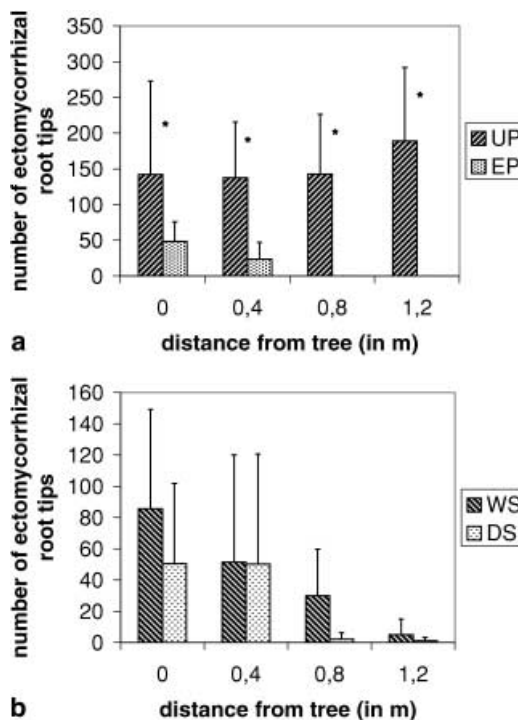 350
300
250
200
150
100
50
0
number of ectomycorrhizal
root tips
* * * *
UP
EP
0 0,4 0,8 1,2
distance from tree (in m)
a
160
140
120
100
80
60
40
20
0
number of ectomycorrhizal
root tips
WS
DS
0 0,4 0,8 1,2
distance from tree (in m)
b